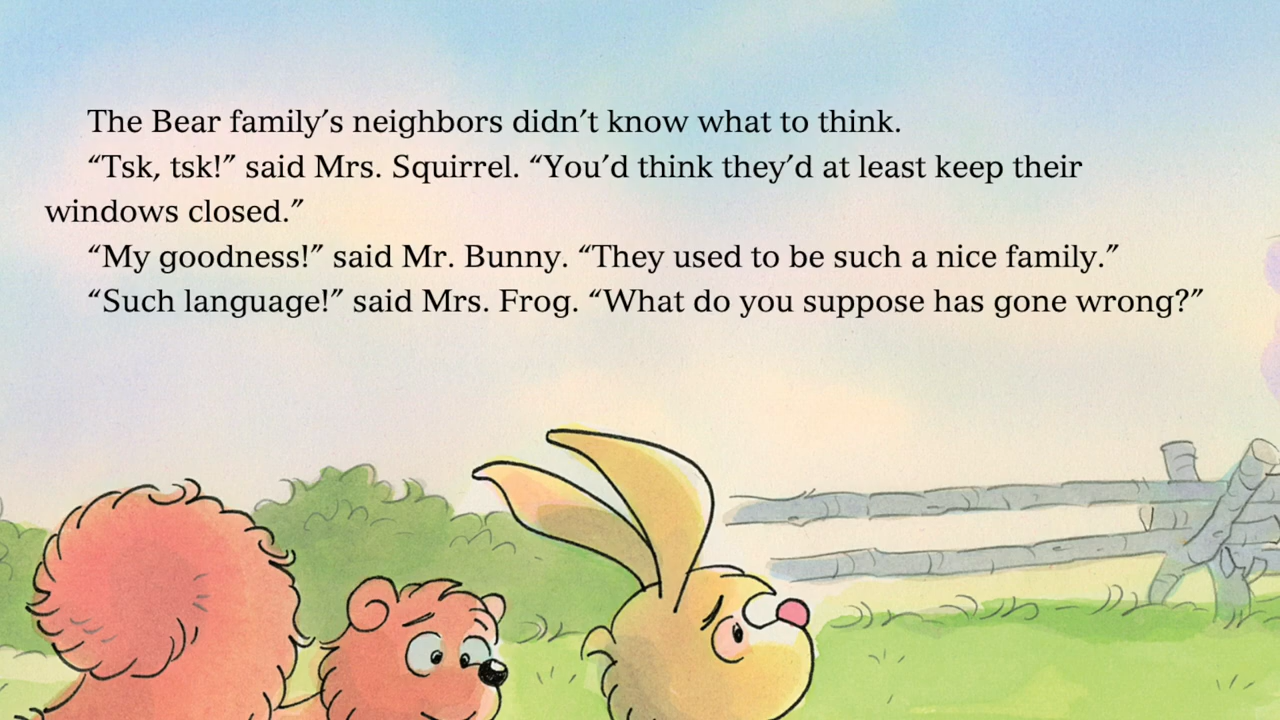 The Bear family’s neighbors didn’t know what to think.
“Tsk, tsk!” said Mrs. Squirrel. “You’d think they’d at least keep their
windows closed.”
“My goodness!” said Mr. Bunny. “They used to be such a nice family.”
“Such language!” said Mrs. Frog. “What do you suppose has gone wrong?”